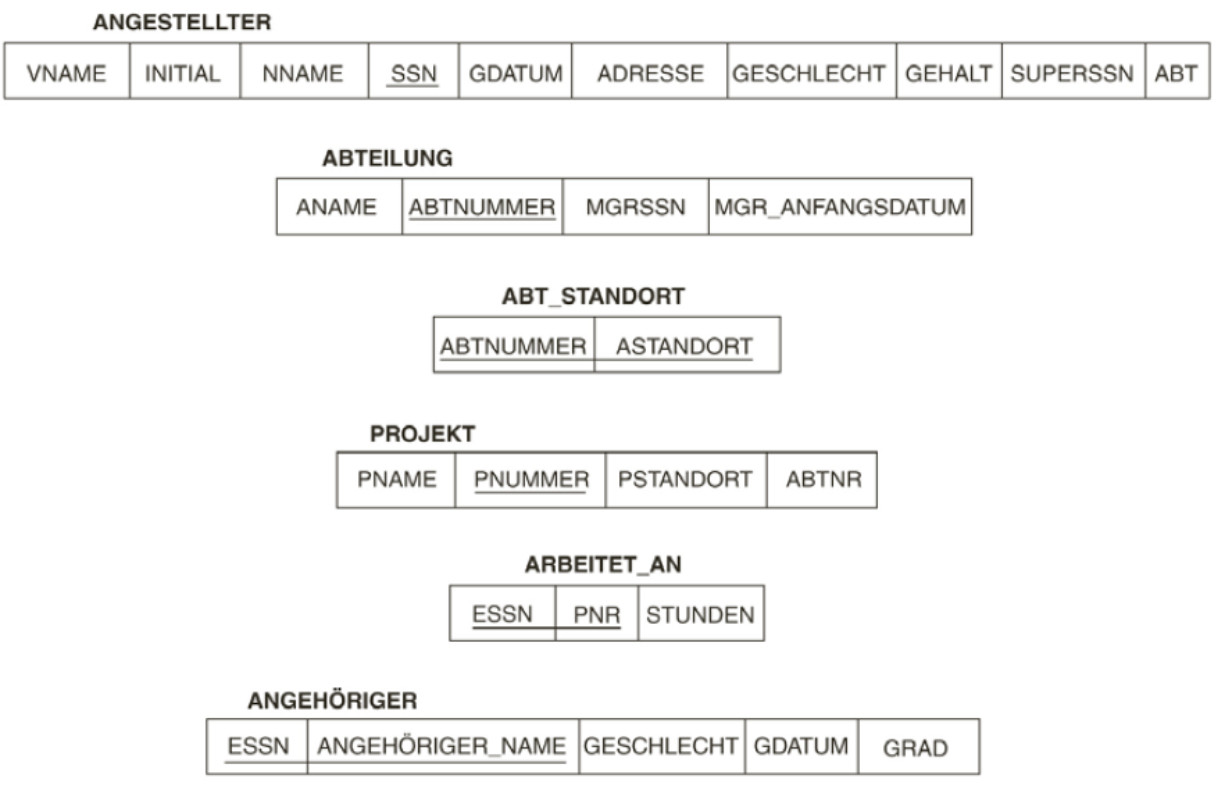 ANGESTELLTER
VNAME INITIAL NNAME SSN GDATUM ADRESSE GESCHLECHT GEHALT SUPERSSN ABT
ABTEILUNG
ANAME ABTNUMMER MGRSSN MGR_ANFANGSDATUM
ABT_STANDORT
ABTNUMMER ASTANDORT
PROJEKT
PNAME PNUMMER PSTANDORT ABTNR
ARBEITET_AN
ESSN PNR STUNDEN
ANGEHÖRIGER
ESSN ANGEHÖRIGER_NAME GESCHLECHT GDATUM GRAD